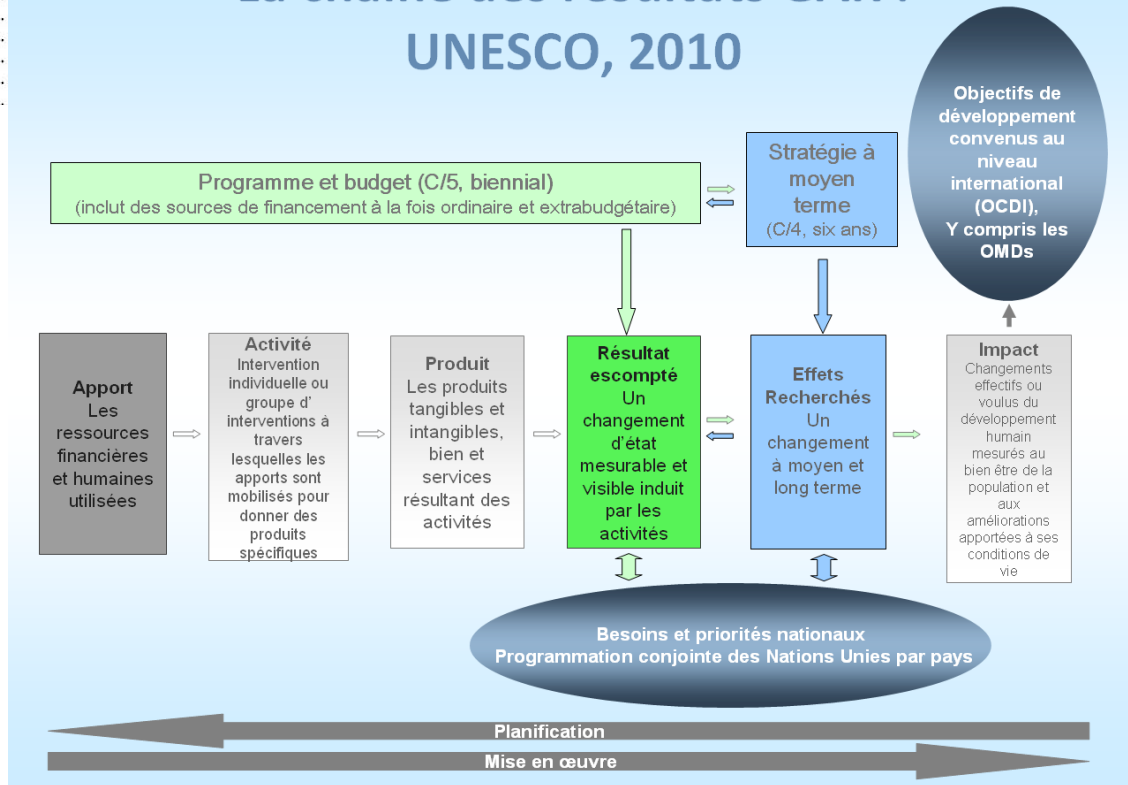 UNESCO, 2010
Objectifs de
développement
convenus au
niveau
international
(OCDI),
Y compris les
OMDs
Programme et budget (C/5, biennial)
(inclut des sources de financement à la fois ordinaire et extrabudgétaire)
Stratégie à
moyen
terme
(C/4, six ans)
Apport
Les
ressources
financières
et humaines
utilisées
Activité
Intervention
individuelle ou
groupe d'
interventions à
travers
lesquelles les
apports sont
mobilisés pour
donner des
produits
spécifiques
Produit
Les produits
tangibles et
intangibles,
bien et
services
résultant des
activités
Résultat
escompté
Un
changement
d'état
mesurable et
visible induit
par les
activités
Effets
Recherchés
Un
changement
à moyen et
long terme
Impact
Changements
effectifs ou
voulus du
développement
humain
mesurés au
bien être de la
population et
aux
améliorations
apportées à ses
conditions de
vie
Besoins et priorités nationaux
Programmation conjointe des Nations Unies par pays
Planification
Mise en œuvre